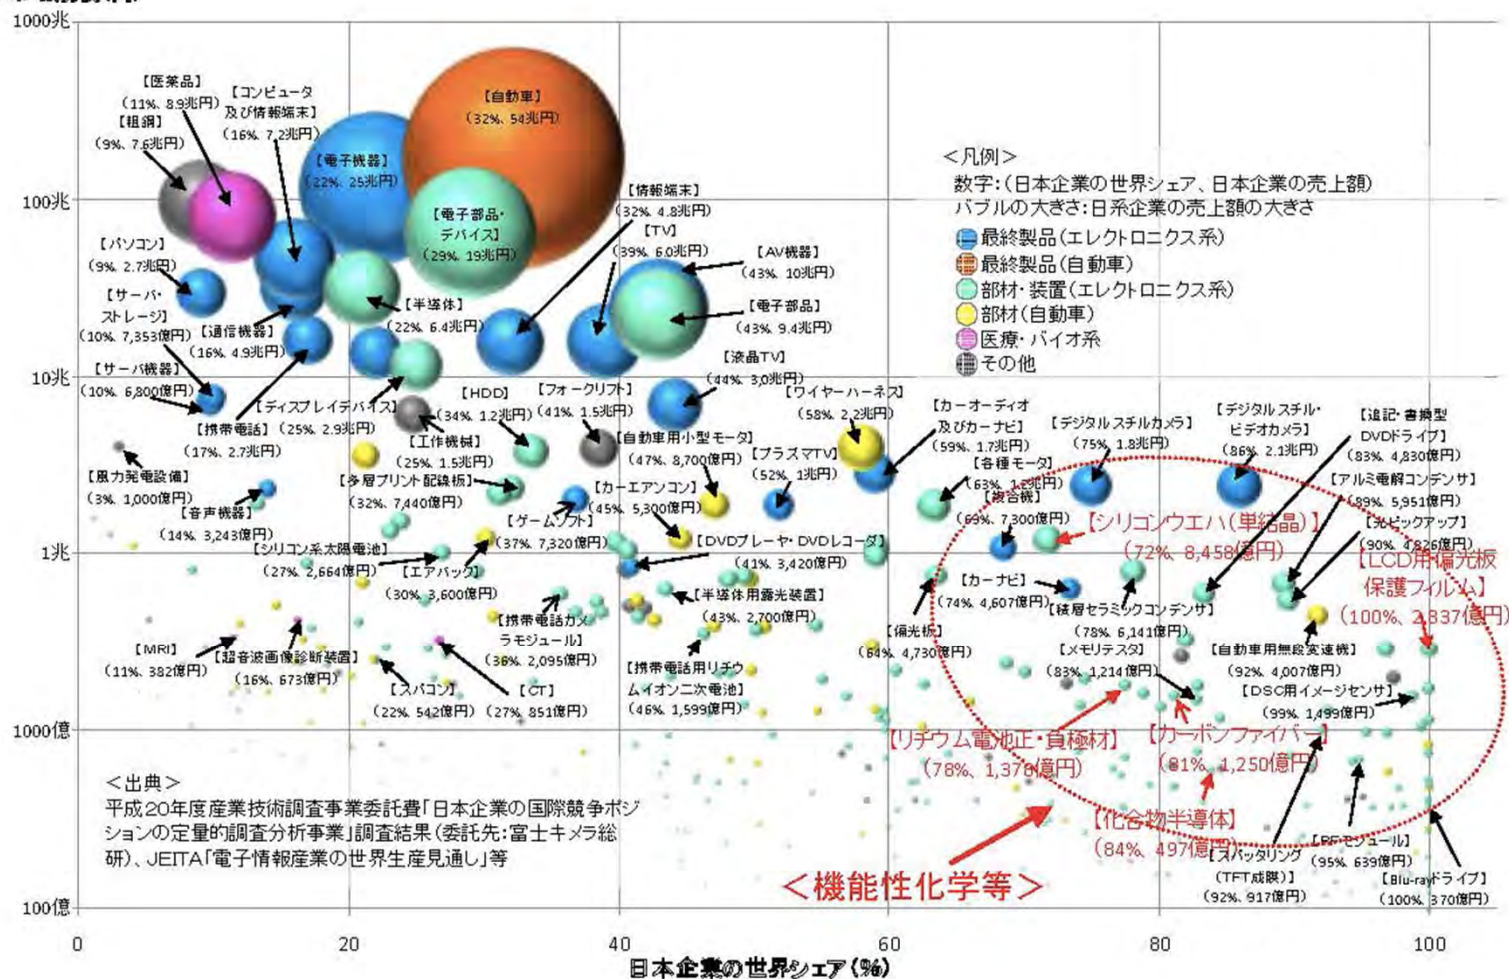 1000兆
100兆
10兆
1兆
1000億
100億
0
20
40
60
80
100
日本企業の世界シェア(%)
【医薬品】
(11%、8.9兆円)
【粗鋼】
(9%、7.6兆円)
【コンピュータ
及び情報端末】
(16%、7.2兆円)
【電子機器】
(22%、25兆円)
【自動車】
(32%、54兆円)
【電子部品・
デバイス】
(29%、19兆円)
【情報端末】
(32%、4.8兆円)
【TV】
(39%、6.0兆円)
【AV機器】
(43%、10兆円)
【電子部品】
(43%、9.4兆円)
【パソコン】
(9%、2.7兆円)
【サーバ・
ストレージ】
(10%、7,353億円)
【通信機器】
(16%、4.9兆円)
【半導体】
(22%、6.4兆円)
【サーバ機器】
(10%、6,800億円)
【携帯電話】
(17%、2.7兆円)
【ディスプレイデバイス】
(25%、2.9兆円)
【工作機械】
(25%、1.5兆円)
【HDD】
(34%、1.2兆円)
【フォークリフト】
(41%、1.5兆円)
【液晶TV】
(44%、3.0兆円)
【ワイヤーハーネス】
(58%、2.2兆円)
【自動車用小型モータ】
(47%、8,700億円)
【プラズマTV】
(52%、1兆円)
【カーオーディオ
及びカーナビ】
(59%、1.7兆円)
【各種モータ】
(63%、1.2兆円)
【複合機】
(69%、7,300億円)
【デジタルスチルカメラ】
(75%、1.8兆円)
【デジタルスチル・
ビデオカメラ】
(86%、2.1兆円)
【追記・書換型
DVDドライブ】
(83%、4,830億円)
【アルミ電解コンデンサ】
(89%、5,951億円)
【光ピックアップ】
(90%、4,826億円)
【風力発電設備】
(3%、1,000億円)
【音声機器】
(14%、3,243億円)
【多層プリント配線板】
(32%、7,440億円)
【カーエアコン】
(45%、5,300億円)
【ゲームソフト】
(37%、7,320億円)
【シリコン系太陽電池】
(27%、2,664億円)
【エアバック】
(30%、3,600億円)
【DVDプレーヤ・DVDレコーダ】
(41%、3,420億円)
【半導体用露光装置】
(43%、2,700億円)
【携帯電話カメ
ラモジュール】
(36%、2,095億円)
【携帯電話用リチウ
ムイオン二次電池】
(46%、1,599億円)
【MRI】
(11%、382億円)
【超音波画像診断装置】
(16%、673億円)
【スパコン】
(22%、542億円)
【CT】
(27%、851億円)
【シリコンウエハ(単結晶)】
(72%、8,458億円)
【LCD用偏光板
保護フィルム】
(100%、2,837億円)
【カーナビ】
(74%、4,607億円)
【積層セラミックコンデンサ】
(78%、6,141億円)
【偏光板】
(64%、4,730億円)
【メモリテスタ】
(83%、1,214億円)
【自動車用無段変速機】
(92%、4,007億円)
【DSC用イメージセンサ】
(99%、1,499億円)
【リチウム電池正・負極材】
(78%、1,378億円)
【カーボンファイバー】
(81%、1,250億円)
【化合物半導体】
(84%、497億円)
【スパッタリング
(TFT成膜)】
(92%、917億円)
【RFモジュール】
(95%、639億円)
【Blu-rayドライブ】
(100%、370億円)
<機能性化学等>
<凡例>
数字:(日本企業の世界シェア、日本企業の売上額)
バブルの大きさ:日系企業の売上額の大きさ
最終製品(エレクトロニクス系)
最終製品(自動車)
部材・装置(エレクトロニクス系)
部材(自動車)
医療・バイオ系
その他
<出典>
平成20年度産業技術調査事業委託費「日本企業の国際競争ポジ
ションの定量的調査分析事業」調査結果(委託先:富士キメラ総
研)、JEITA「電子情報産業の世界生産見通し」等